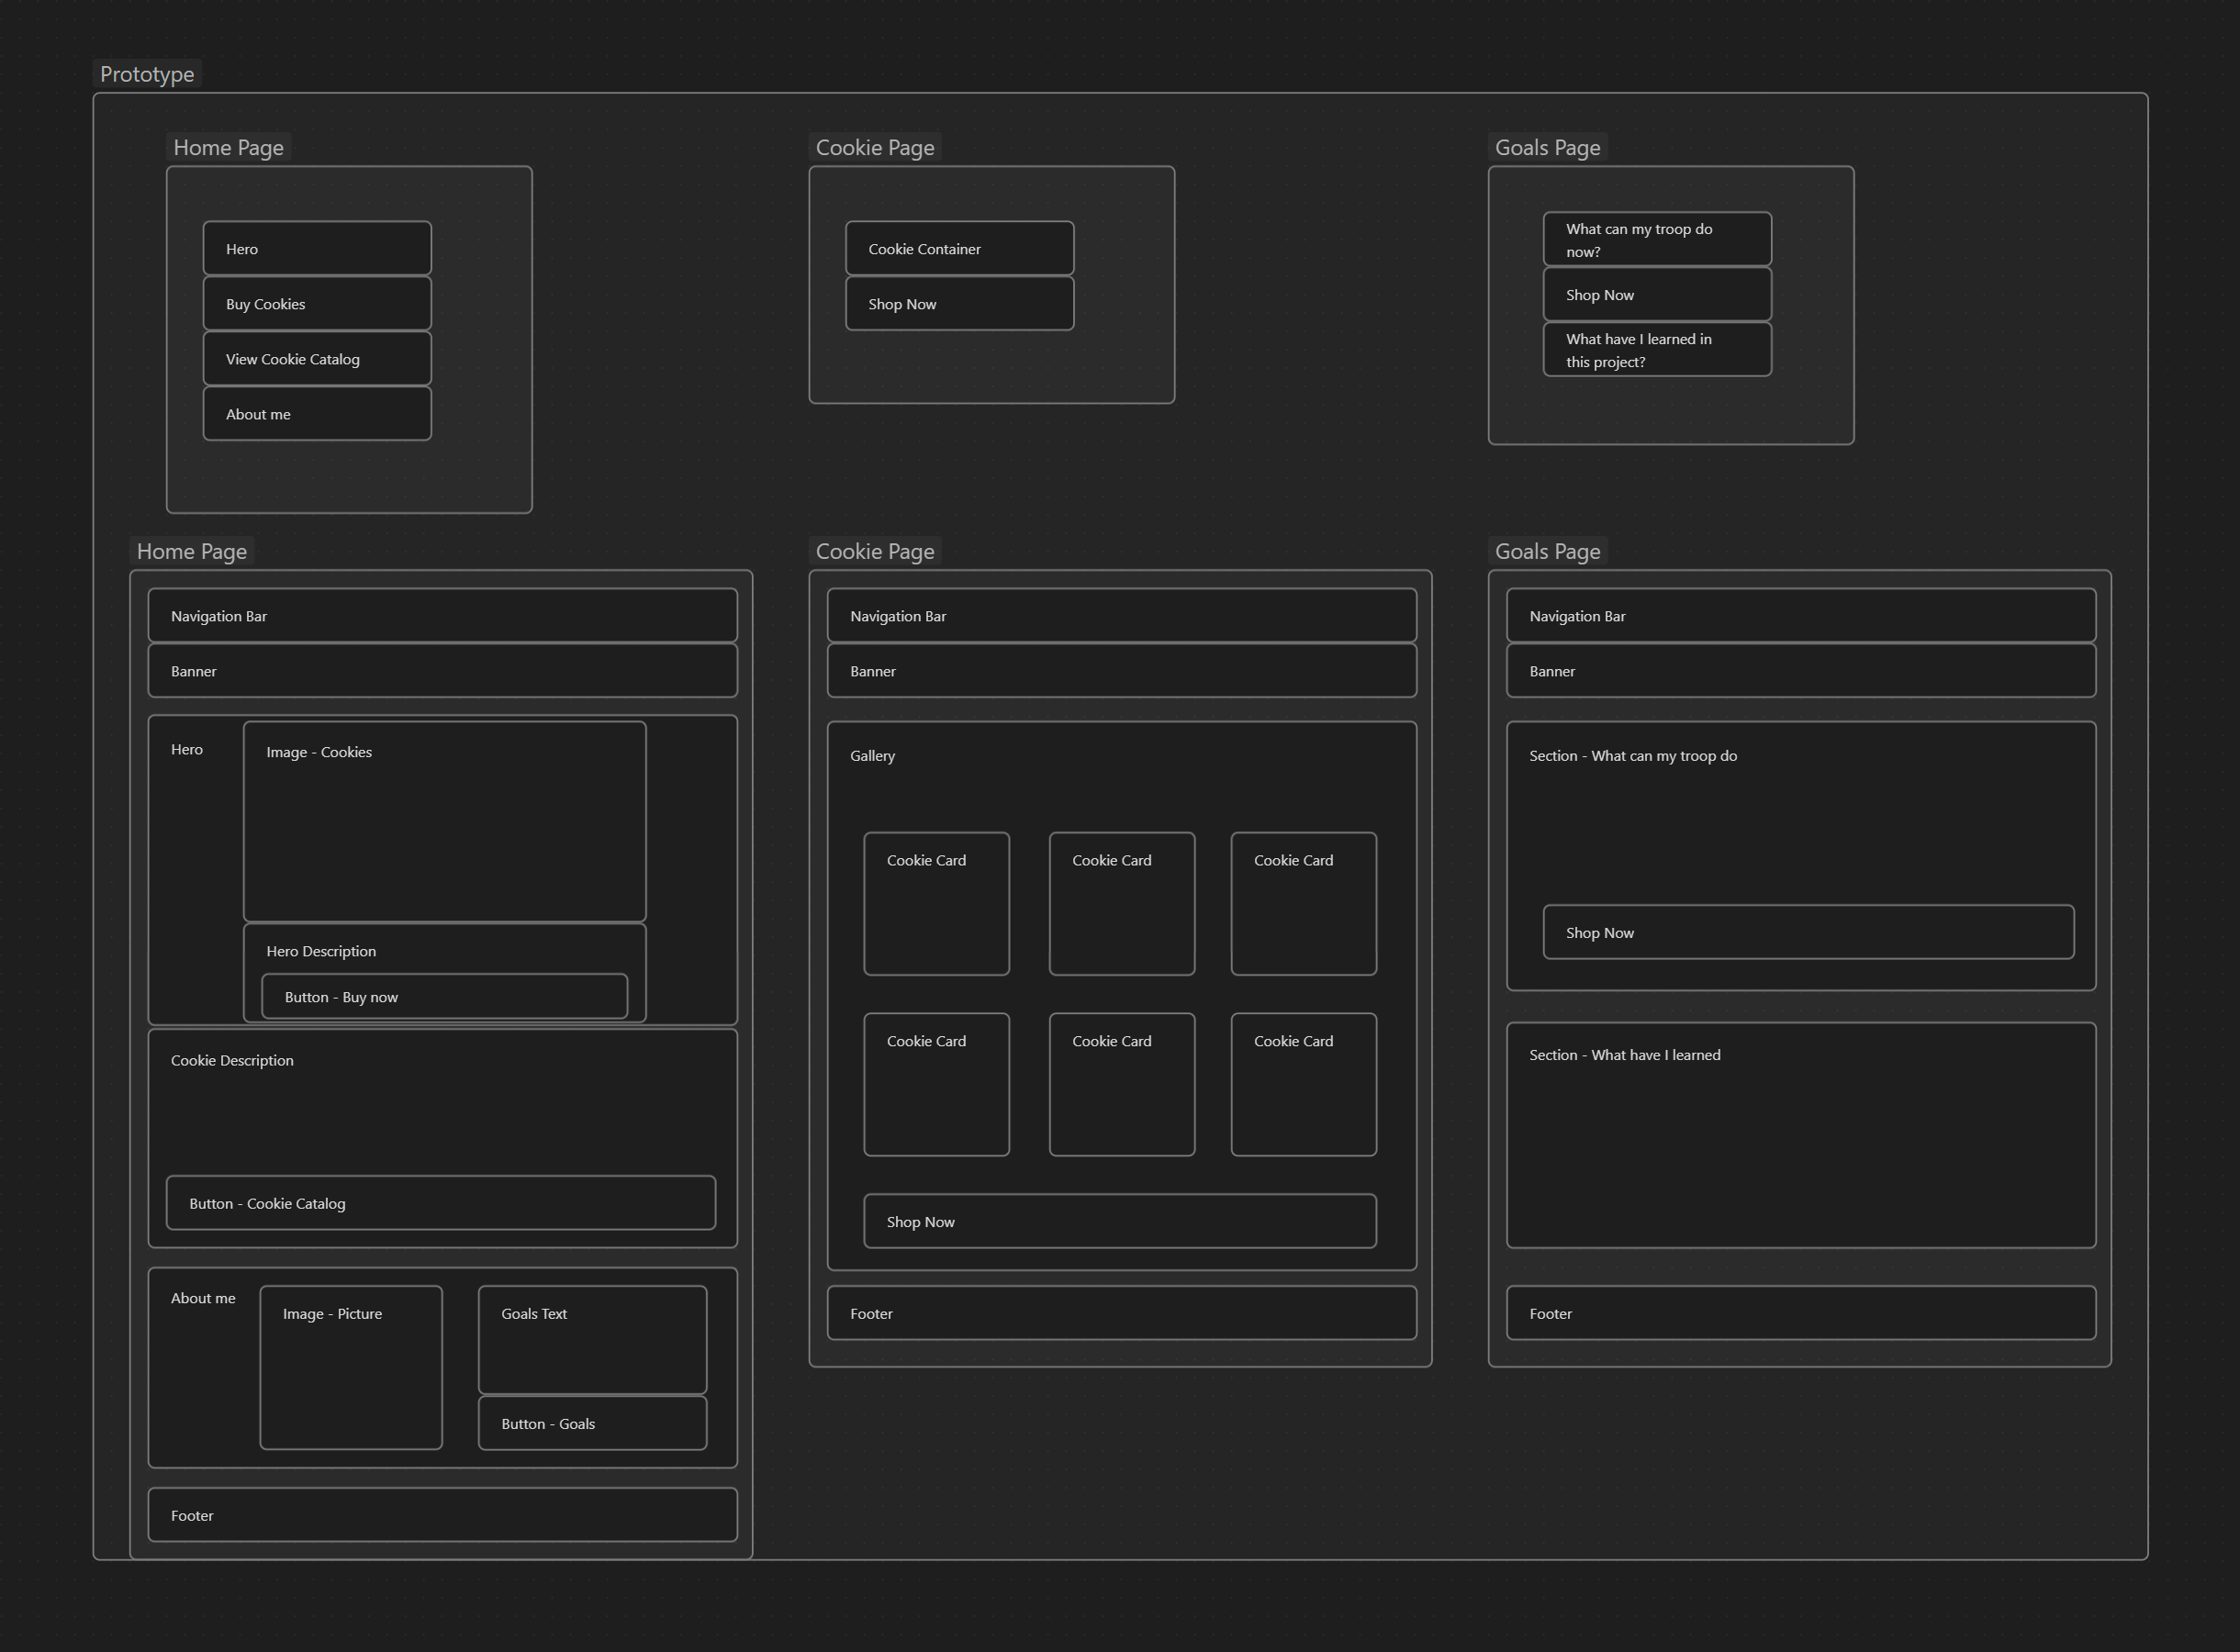 Prototype
Home Page
Hero
Buy Cookies
View Cookie Catalog
About me
Cookie Page
Cookie Container
Shop Now
Goals Page
What can my troop do
now?
Shop Now
What have I learned in
this project?
Home Page
Navigation Bar
Banner
Hero
Image - Cookies
Hero Description
Button - Buy now
Cookie Description
Button - Cookie Catalog
About me
Image - Picture
Goals Text
Button - Goals
Footer
Cookie Page
Navigation Bar
Banner
Gallery
Cookie Card
Cookie Card
Cookie Card
Cookie Card
Cookie Card
Cookie Card
Shop Now
Footer
Goals Page
Navigation Bar
Banner
Section - What can my troop do
Shop Now
Section - What have I learned
Footer